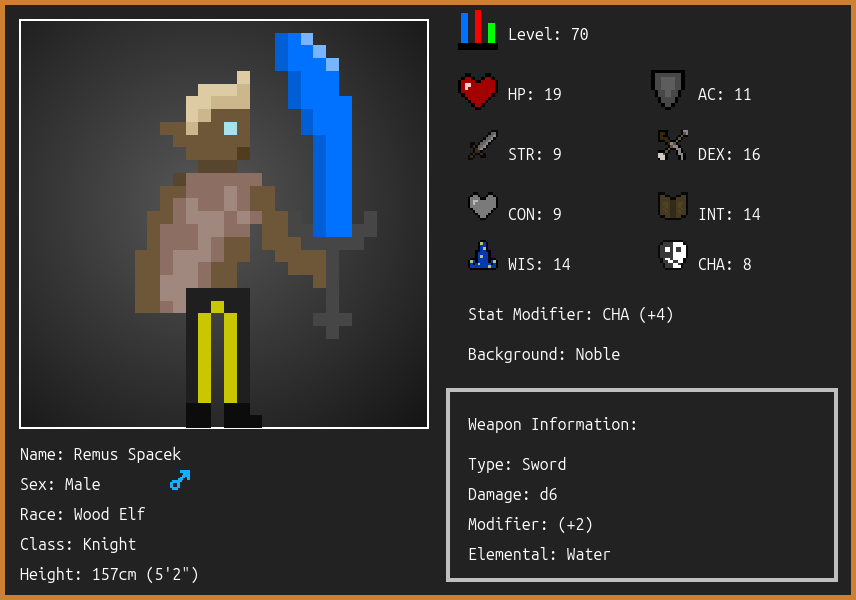 Level: 70
HP: 19
AC: 11
STR: 9
DEX: 16
CON: 9
INT: 14
WIS: 14
CHA: 8
Stat Modifier: CHA (+4)
Background: Noble
Weapon Information:
Type: Sword
Damage: d6
Modifier: (+2)
Elemental: Water
Name: Remus Spacek
Sex: Male
Race: Wood Elf
Class: Knight
Height: 157cm (5'2")